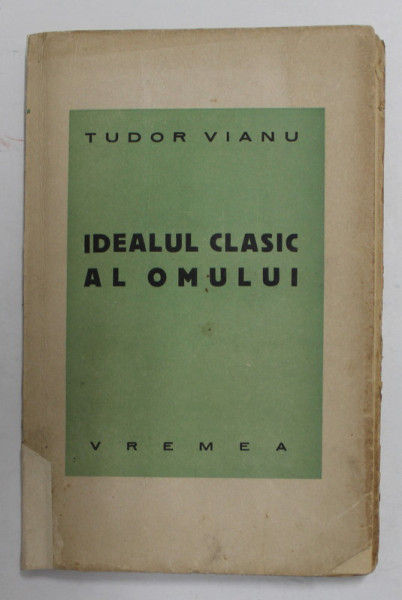 TUDOR VIANU
IDEALUL CLASIC
AL OMULUI
VREMEA